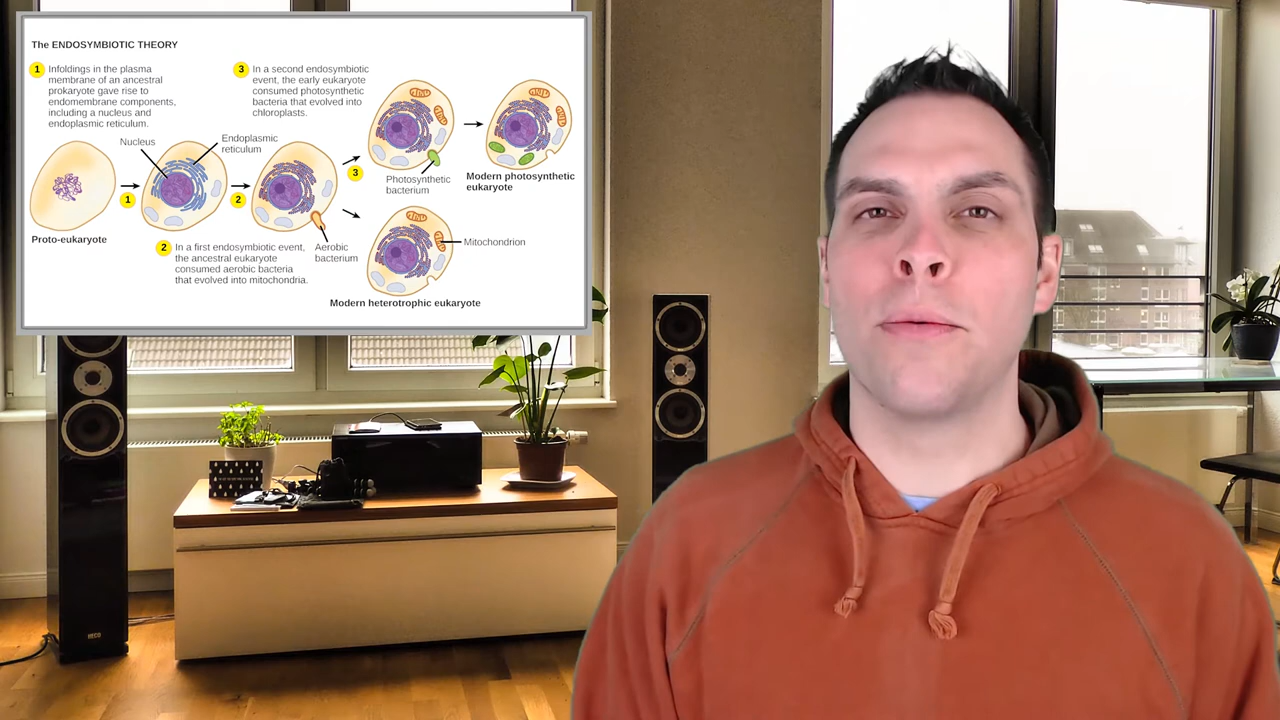 The ENDOSYMBIOTIC THEORY
1 Infoldings in the plasma
membrane of an ancestral
prokaryote gave rise to
endomembrane components,
including a nucleus and
endoplasmic reticulum.
3 In a second endosymbiotic
event, the early eukaryote
consumed photosynthetic
bacteria that evolved into
chloroplasts.
Nucleus
Endoplasmic
reticulum
1
2
3
Photosynthetic
bacterium
Modern photosynthetic
eukaryote
Proto-eukaryote
2 In a first endosymbiotic event,
the ancestral eukaryote
consumed aerobic bacteria
that evolved into mitochondria.
Aerobic
bacterium
Mitochondrion
Modern heterotrophic eukaryote
HECO